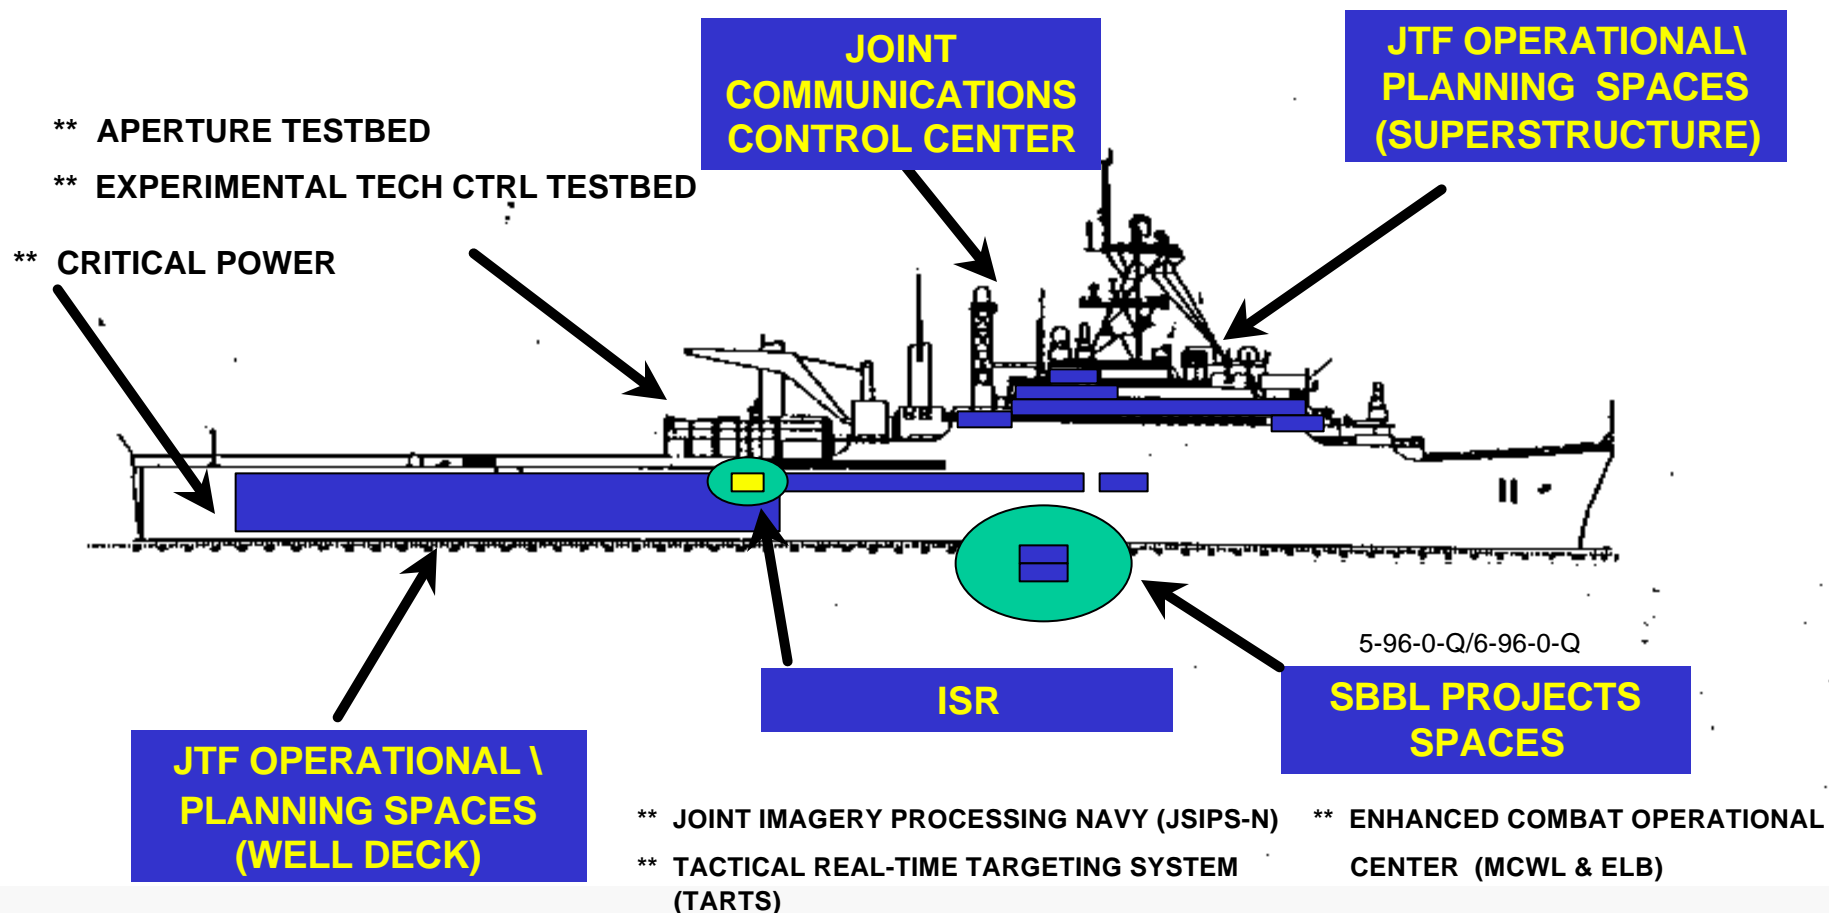 JOINT
COMMUNICATIONS
CONTROL CENTER
JTF OPERATIONAL\
PLANNING SPACES
(SUPERSTRUCTURE)
** APERTURE TESTBED
** EXPERIMENTAL TECH CTRL TESTBED
** CRITICAL POWER
11
5-96-0-Q/6-96-0-Q
ISR
SBBL PROJECTS
SPACES
JTF OPERATIONAL \
PLANNING SPACES
(WELL DECK)
** JOINT IMAGERY PROCESSING NAVY (JSIPS-N)
** TACTICAL REAL-TIME TARGETING SYSTEM
(TARTS)
** ENHANCED COMBAT OPERATIONAL
CENTER (MCWL & ELB)